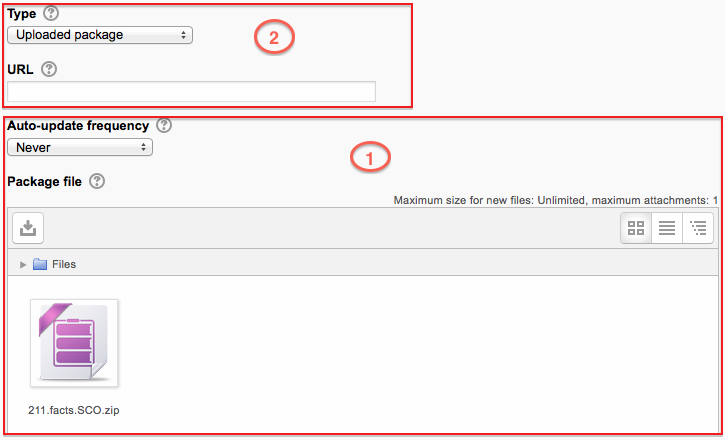 Type
Uploaded package
2
URL
Auto-update frequency
Never
1
Package file
Maximum size for new files: Unlimited, maximum attachments: 1
Files
211.facts.SCO.zip